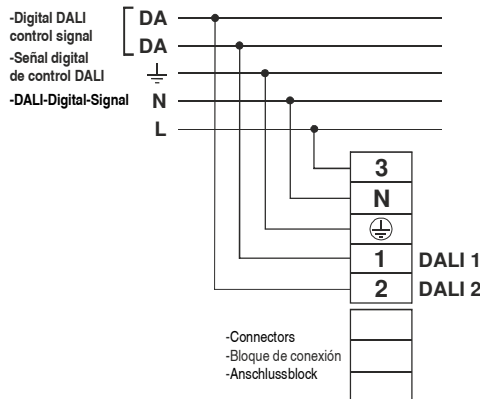 -Digital DALI
control signal
-Señal digital
de control DALI
-DALI-Digital-Signal
DA
DA
N
L
3
N
1 DALI 1
2 DALI 2
-Connectors
-Bloque de conexión
-Anschlussblock